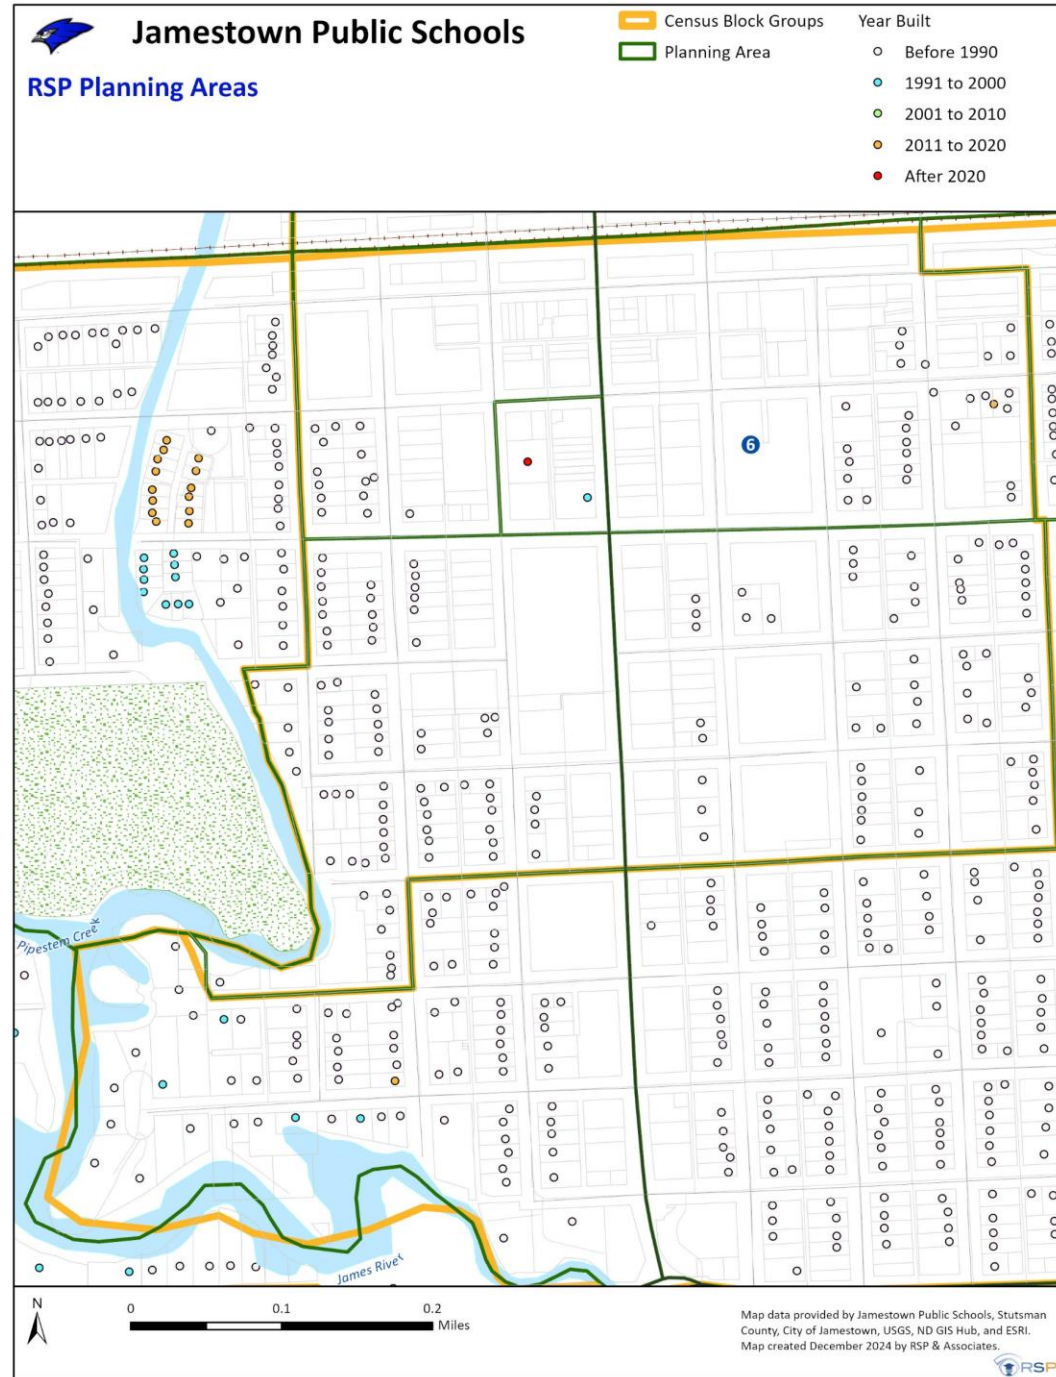 Jamestown Public Schools
RSP Planning Areas
Census Block Groups
Planning Area
Year Built
Before 1990
1991 to 2000
2001 to 2010
2011 to 2020
After 2020
6
Pipestem Creek
James River
N
0 0.1 0.2
Miles
Map data provided by Jamestown Public Schools, Stutsman
County, City of Jamestown, USGS, ND GIS Hub, and ESRI.
Map created December 2024 by RSP & Associates.
RSP